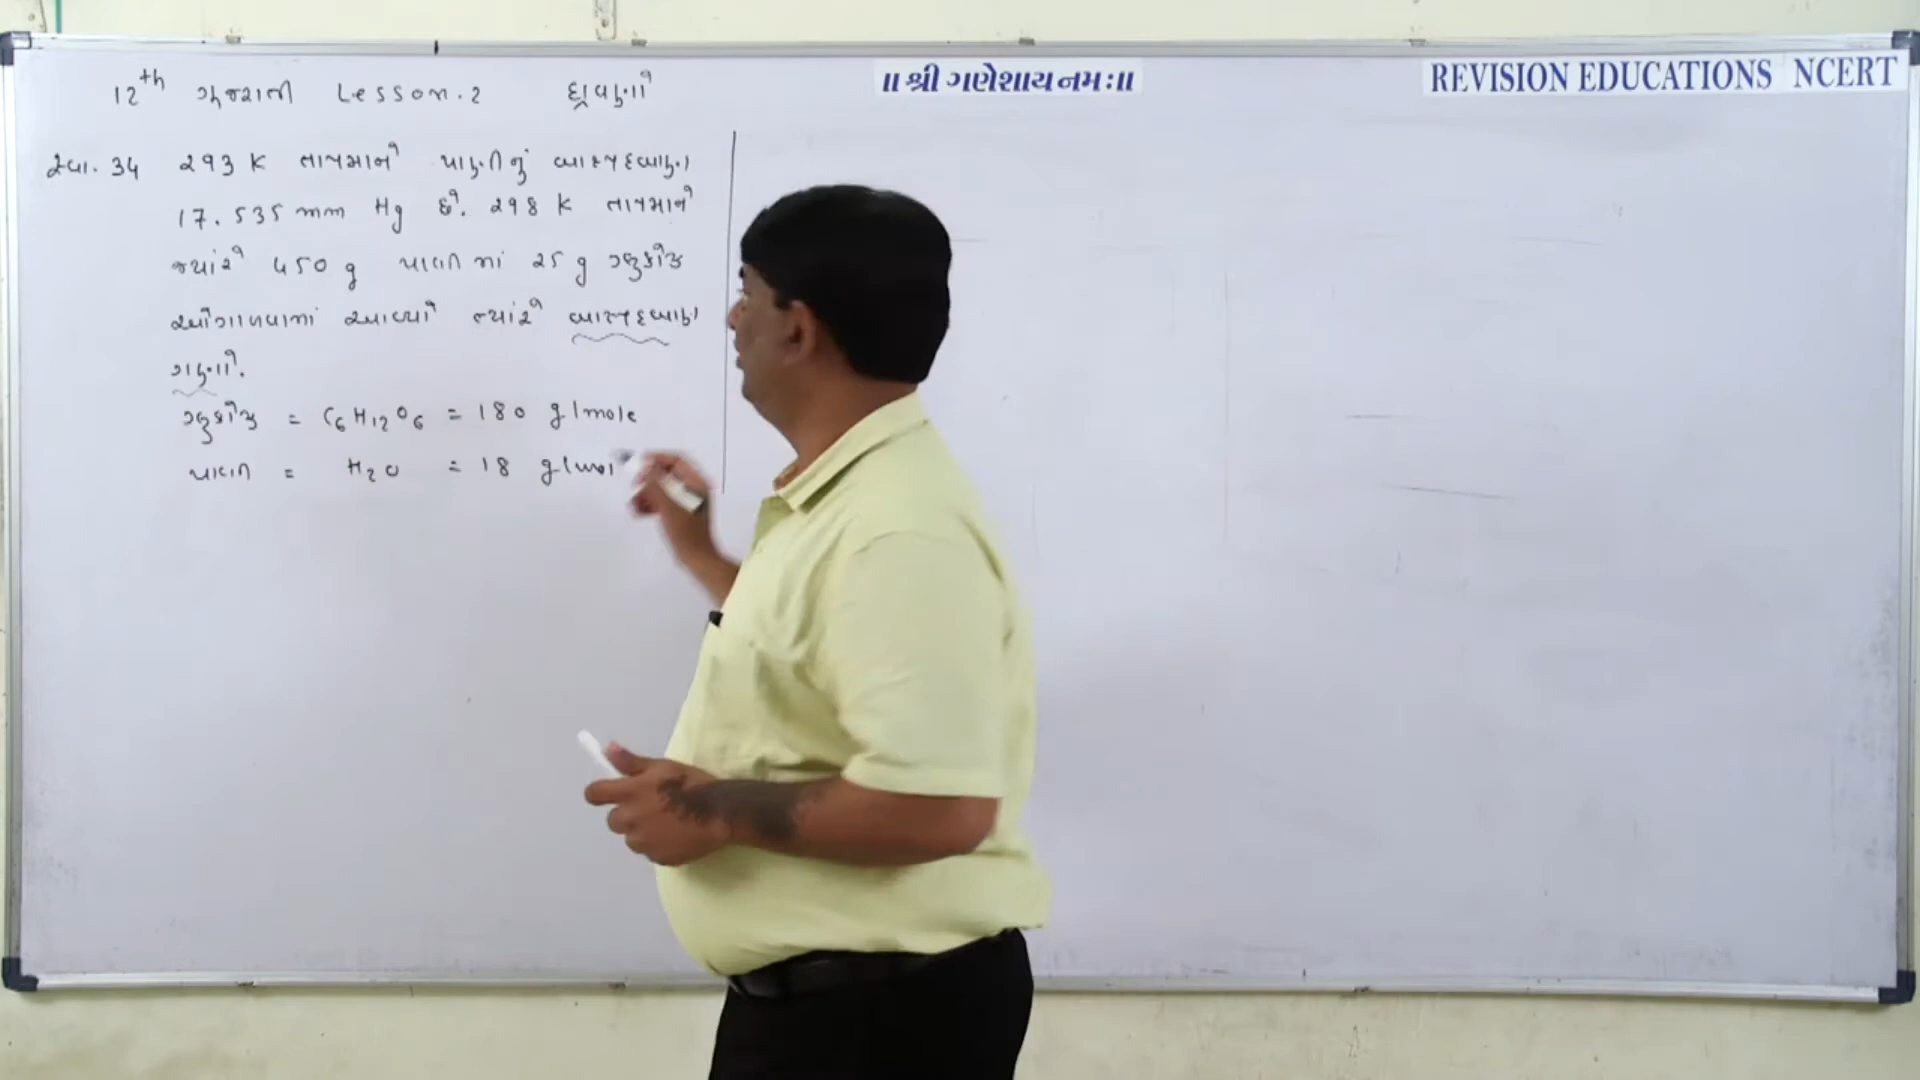 ॥ શ્રી ગણેશાય નમઃ॥
REVISION EDUCATIONS NCERT
12th ગુજરાતી Lesson.2 દ્રાવણો
સ્વા. 34 293 K તાપમાને પાણીનું બાષ્પદબાણ
17.535 mm Hg છે. 298 K તાપમાને
જ્યારે 450 g પાણીમાં 25 g ગ્લુકોઝ
ઓગાળવામાં આવ્યો ત્યારે બાષ્પદબાણ
ગણો.
ગ્લુકોઝ = C6H12O6 = 180 g/mole
પાણી = H2O = 18 g/mol